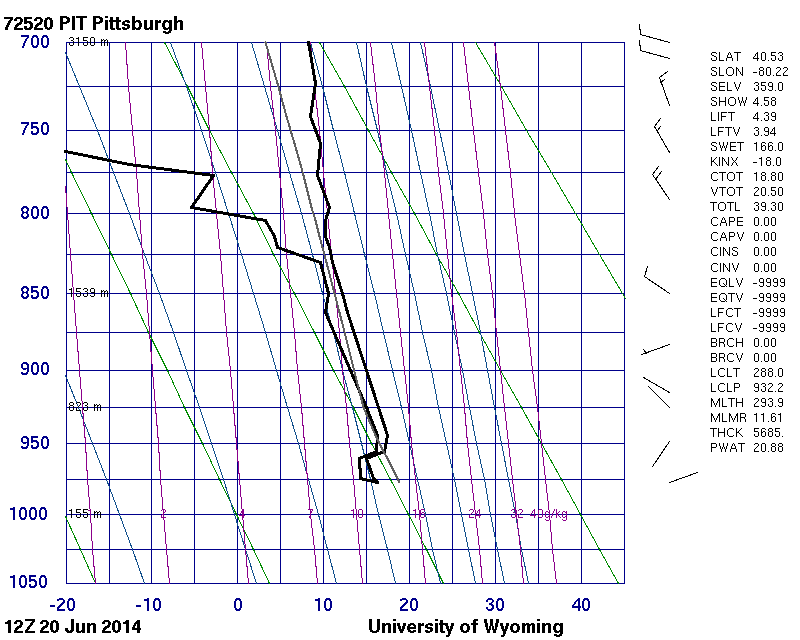 72520 PIT Pittsburgh
700
3150 m
750
800
850
1539 m
900
823 m
950
1000
155 m
2
4
7
10
16
24
32
40g/kg
1050
-20
-10
0
10
20
30
40
12Z 20 Jun 2014
University of Wyoming
SLAT 40.53
SLON -80.22
SELV 359.0
SHOW 4.58
LIFT 4.39
LFTV 3.94
SWET 166.0
KINX -18.0
CTOT 18.80
VTOT 20.50
TOTL 39.30
CAPE 0.00
CAPV 0.00
CINS 0.00
CINV 0.00
EQLV -9999
EQTV -9999
LFCT -9999
LFCV -9999
BRCH 0.00
BRCV 0.00
LCLT 288.0
LCLP 932.2
MLTH 293.9
MLMR 11.61
THCK 5685.
PWAT 20.88